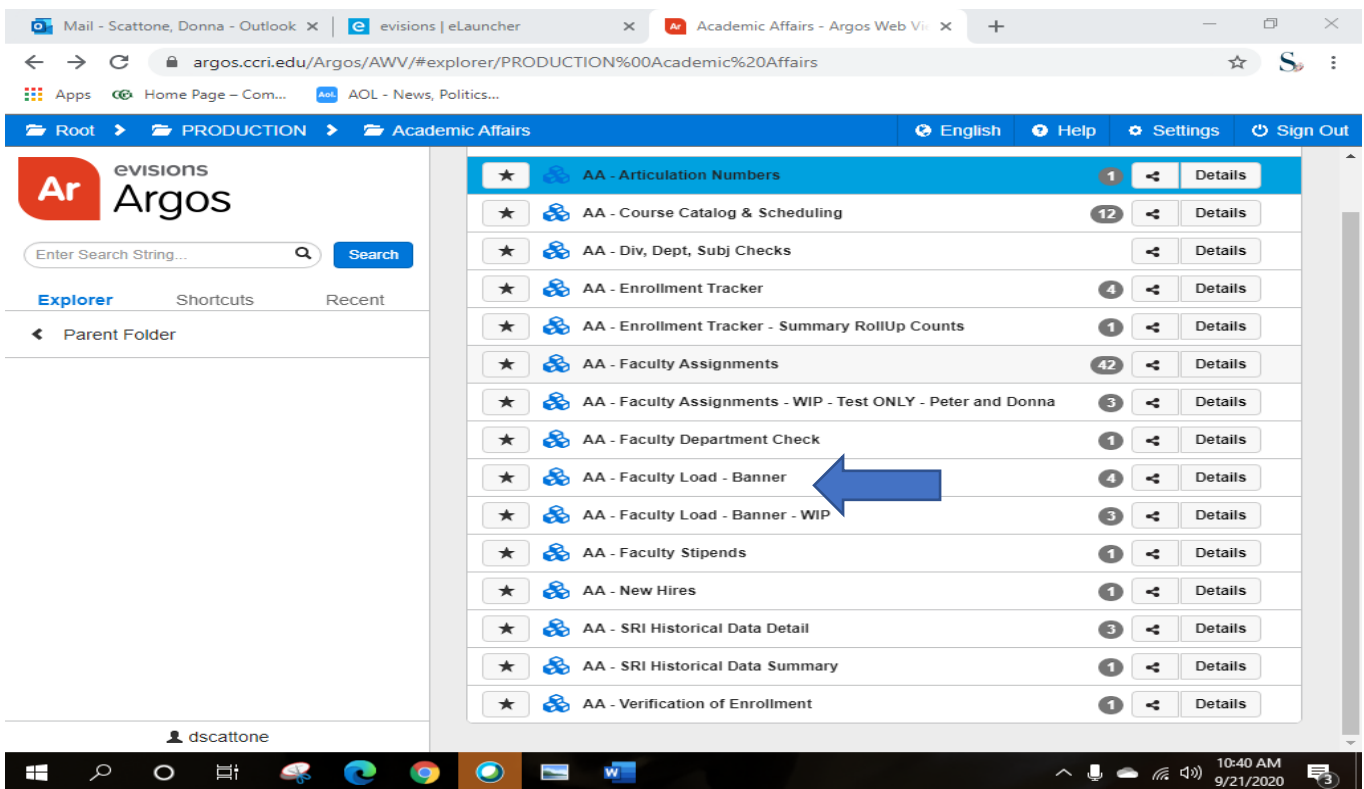 Mail - Scattone, Donna - Outlook
evisions | eLauncher
Academic Affairs - Argos Web Vi
argos.ccri.edu/Argos/AWV/#explorer/PRODUCTION%00Academic%20Affairs
Apps Home Page – Com... Aol. AOL - News, Politics...
Root PRODUCTION Academic Affairs English Help Settings Sign Out
Ar evisions
Argos
Enter Search String... Search
Explorer Shortcuts Recent
Parent Folder
AA - Articulation Numbers 1 Details
AA - Course Catalog & Scheduling 12 Details
AA - Div, Dept, Subj Checks Details
AA - Enrollment Tracker 4 Details
AA - Enrollment Tracker - Summary RollUp Counts 1 Details
AA - Faculty Assignments 42 Details
AA - Faculty Assignments - WIP - Test ONLY - Peter and Donna 3 Details
AA - Faculty Department Check 1 Details
AA - Faculty Load - Banner 4 Details
AA - Faculty Load - Banner - WIP 3 Details
AA - Faculty Stipends 1 Details
AA - New Hires 1 Details
AA - SRI Historical Data Detail 3 Details
AA - SRI Historical Data Summary 1 Details
AA - Verification of Enrollment 1 Details
dscattone
10:40 AM
9/21/2020
3